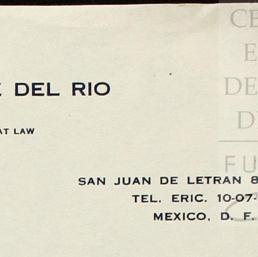 DEL RIO
AT LAW
SAN JUAN DE LETRAN 8
TEL. ERIC. 10-07-
MEXICO, D. F.
CE
E
DE
D
FU